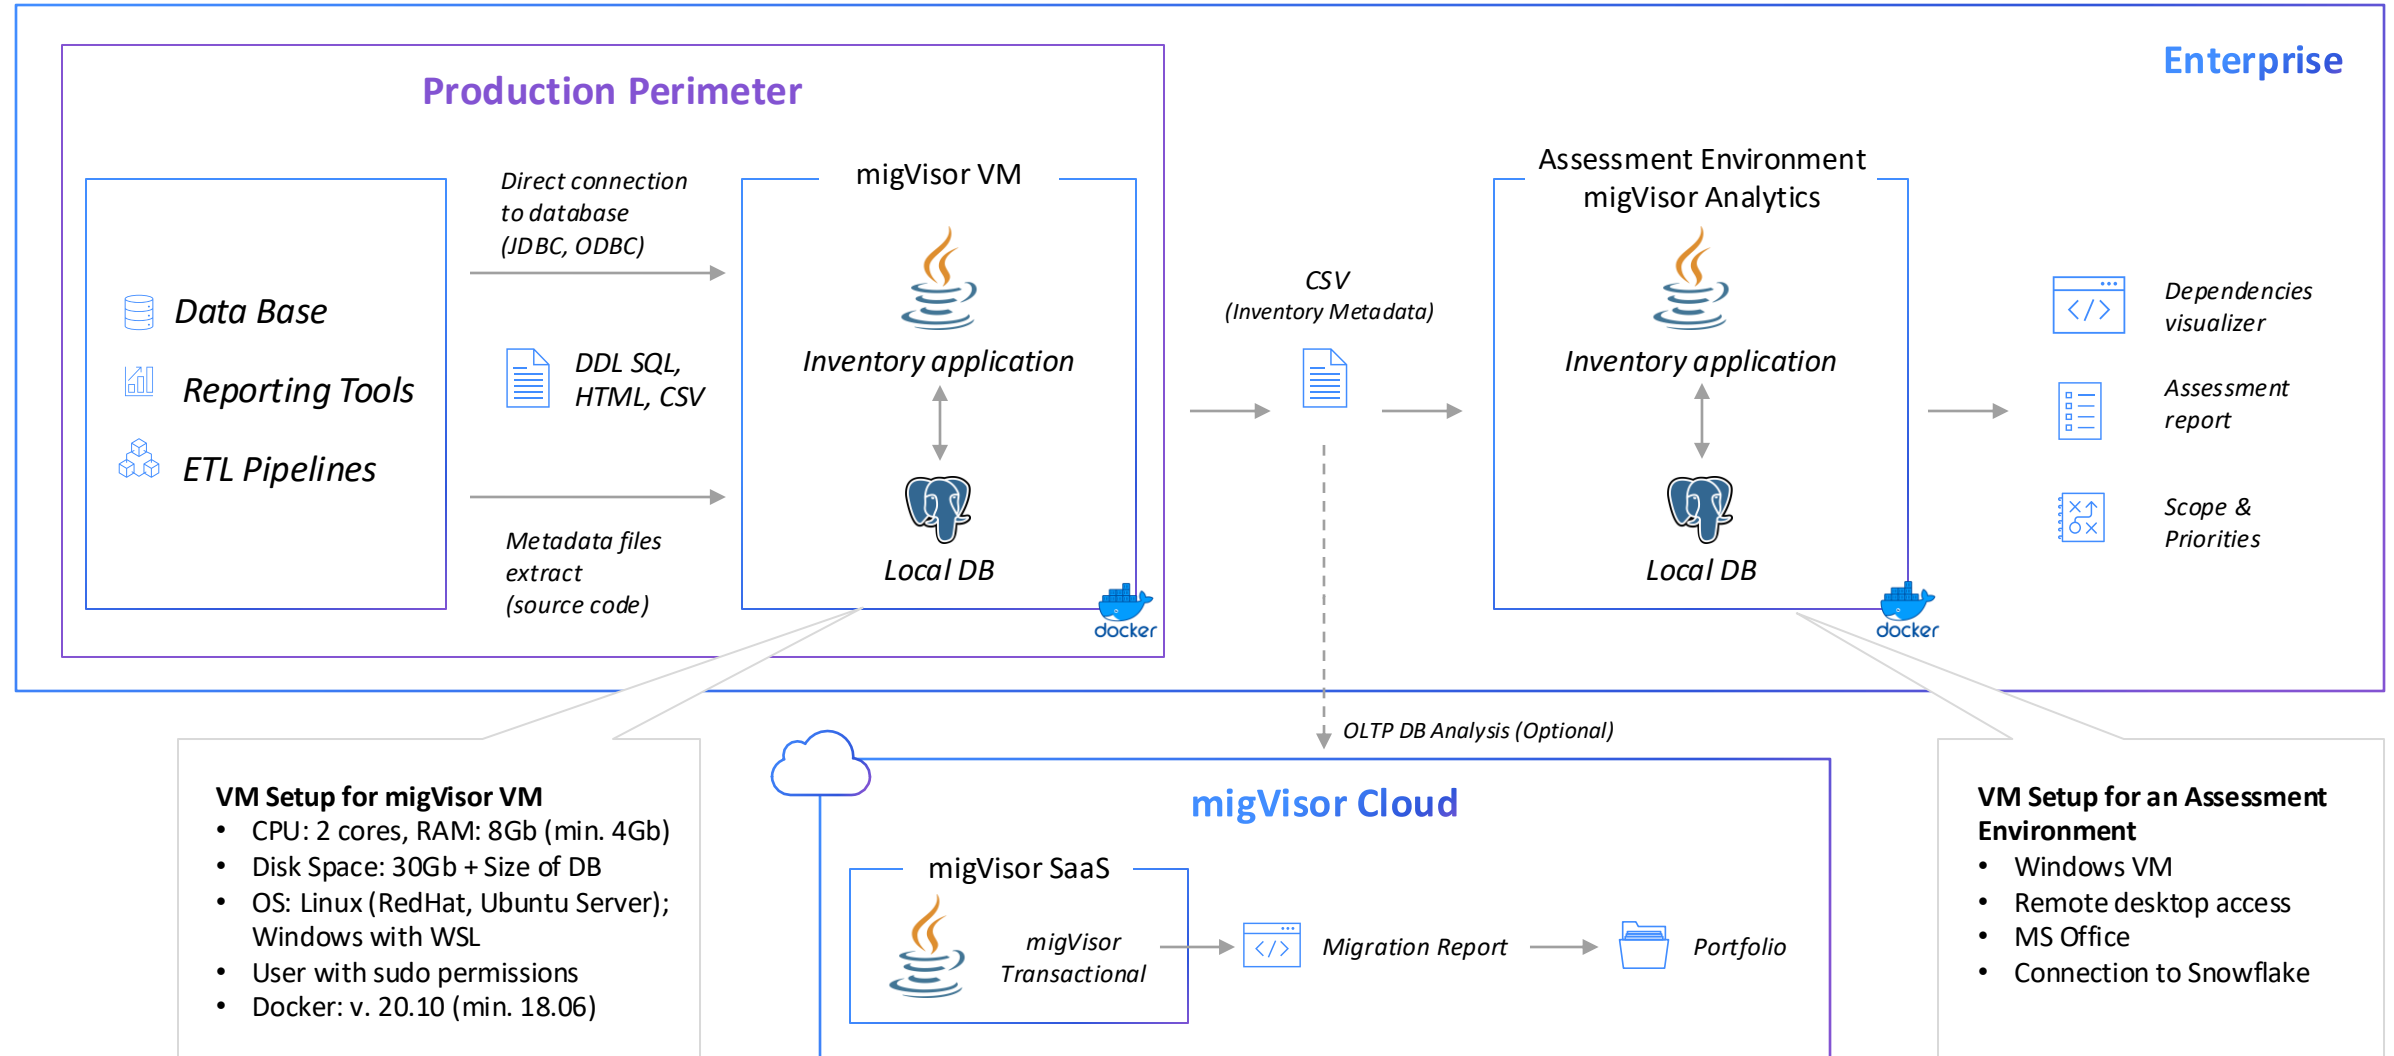 Enterprise
Production Perimeter
Data Base
Reporting Tools
ETL Pipelines
Direct connection
to database
(JDBC, ODBC)
DDL SQL,
HTML, CSV
Metadata files
extract
(source code)
migVisor VM
Inventory application
Local DB
docker
CSV
(Inventory Metadata)
Assessment Environment
migVisor Analytics
Inventory application
Local DB
docker
Dependencies
visualizer
Assessment
report
Scope &
Priorities
OLTP DB Analysis (Optional)
VM Setup for migVisor VM
• CPU: 2 cores, RAM: 8Gb (min. 4Gb)
• Disk Space: 30Gb + Size of DB
• OS: Linux (RedHat, Ubuntu Server);
Windows with WSL
• User with sudo permissions
• Docker: v. 20.10 (min. 18.06)
migVisor Cloud
migVisor SaaS
migVisor
Transactional
Migration Report
Portfolio
VM Setup for an Assessment
Environment
• Windows VM
• Remote desktop access
• MS Office
• Connection to Snowflake